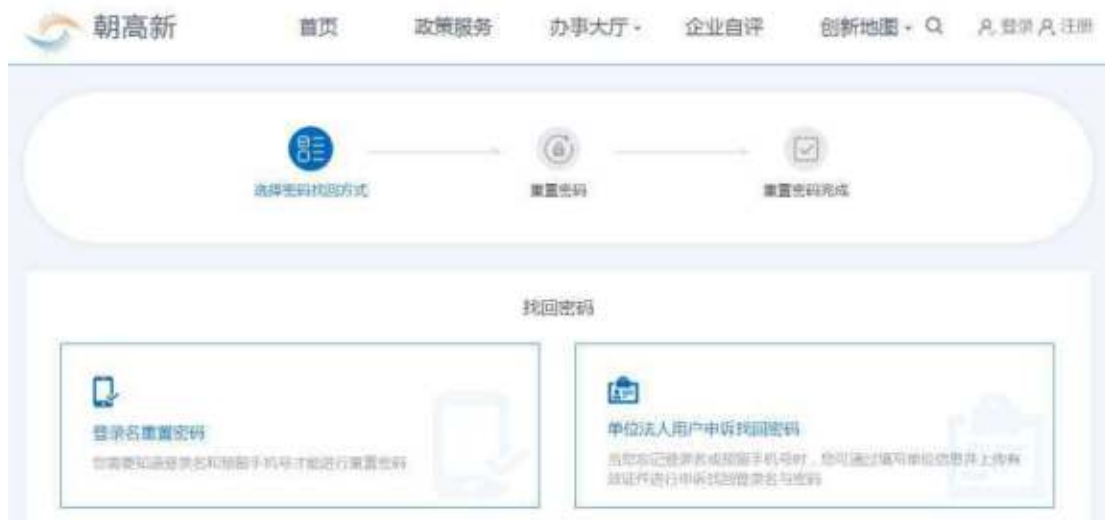 朝高新
首页
政策服务
办事大厅
企业自评
创新地图
登录
注册
选择密码找回方式
重置密码
重置密码完成
找回密码
登录名重置密码
单位法人用户申诉找回密码
您需要知道登录名和预留手机号才能进行重置密码
当您忘记登录名或预留手机号时，您可通过填写单位信息并上传有
效证件进行申诉找回登录名与密码